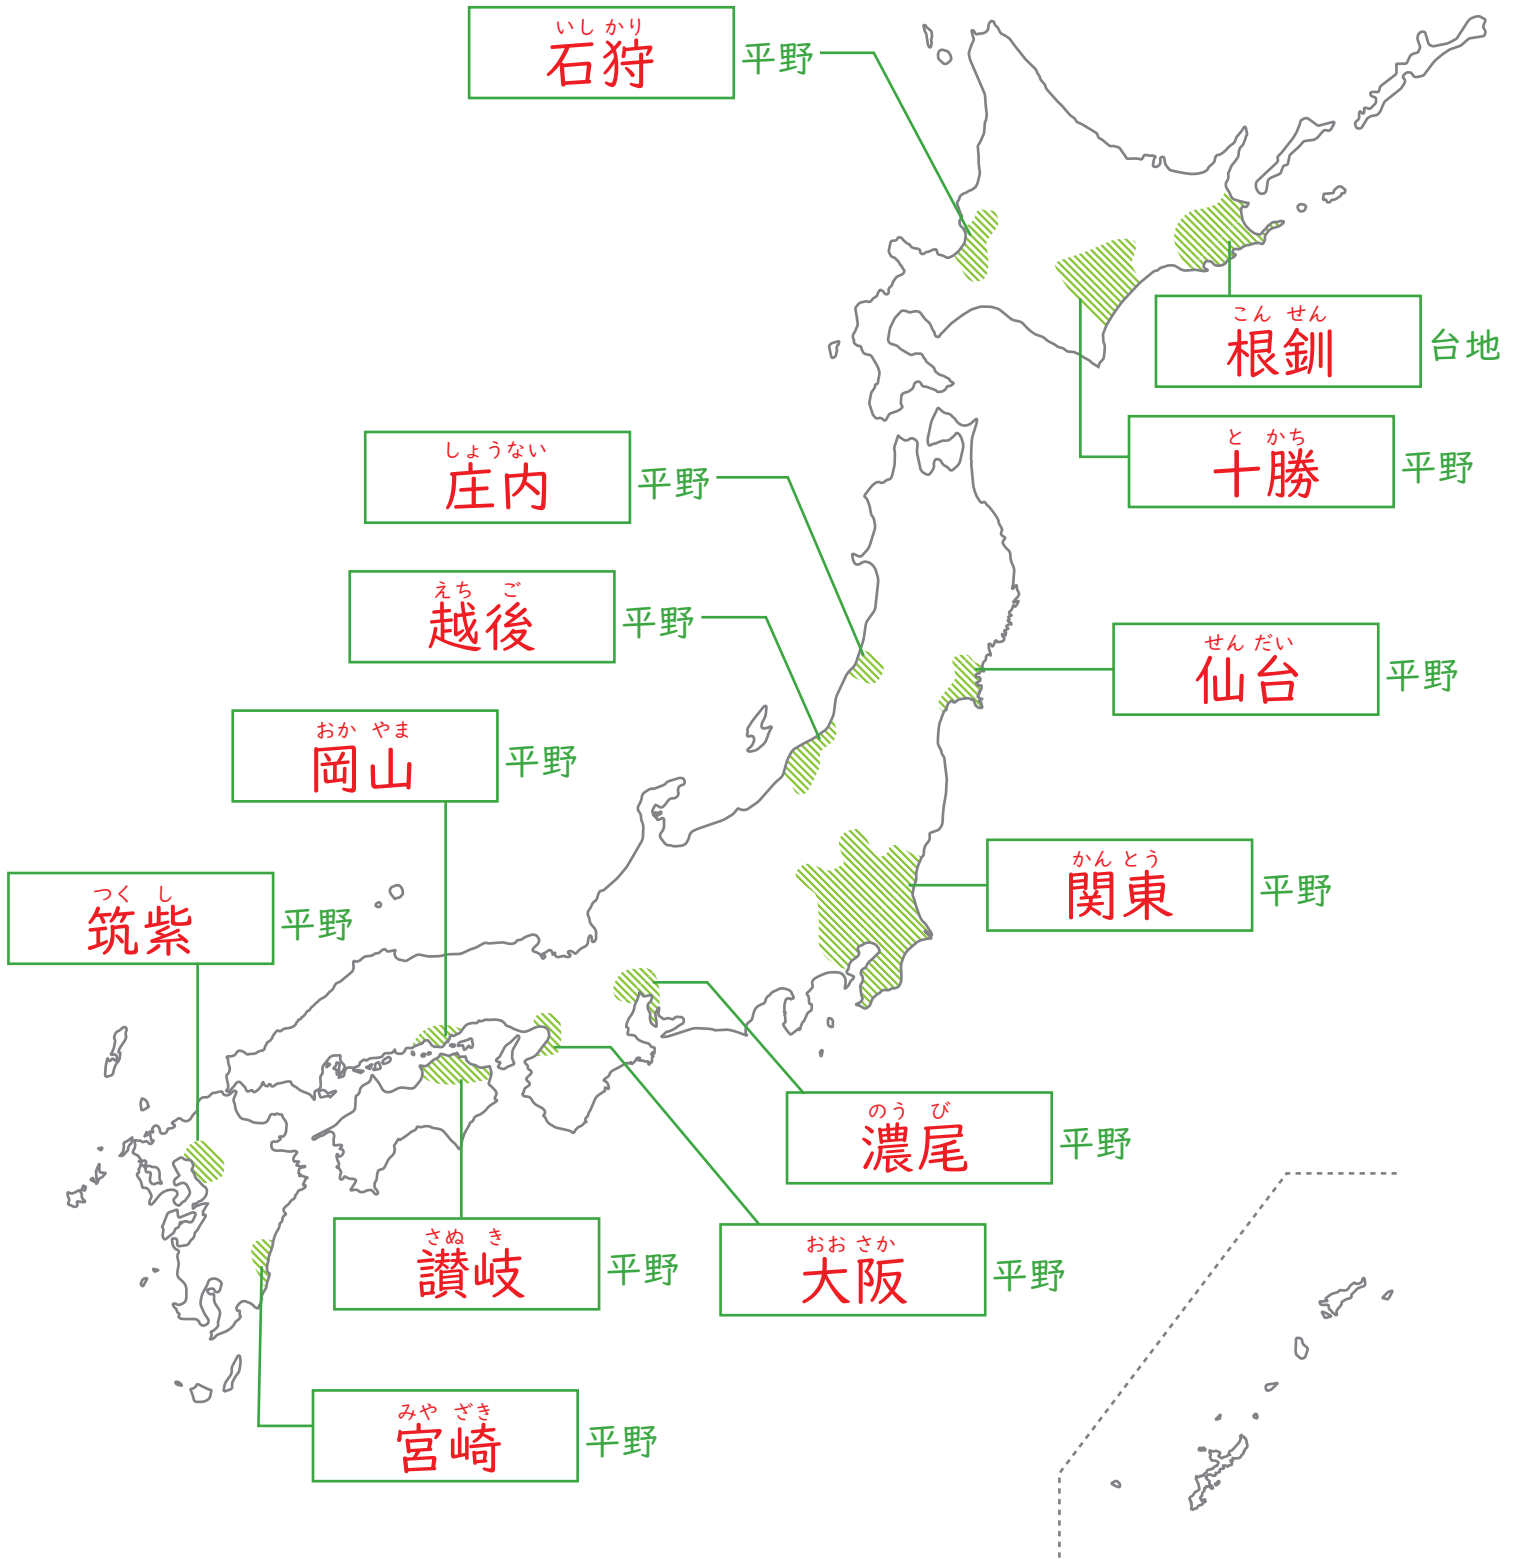 いし かり
石狩 平野
こん せん
根釧 台地
と かち
十勝 平野
しょうない
庄内 平野
えち ご
越後 平野
せん だい
仙台 平野
おか やま
岡山 平野
かん とう
関東 平野
つく し
筑紫 平野
のう び
濃尾 平野
さぬ き
讃岐 平野
おお さか
大阪 平野
みや ざき
宮崎 平野